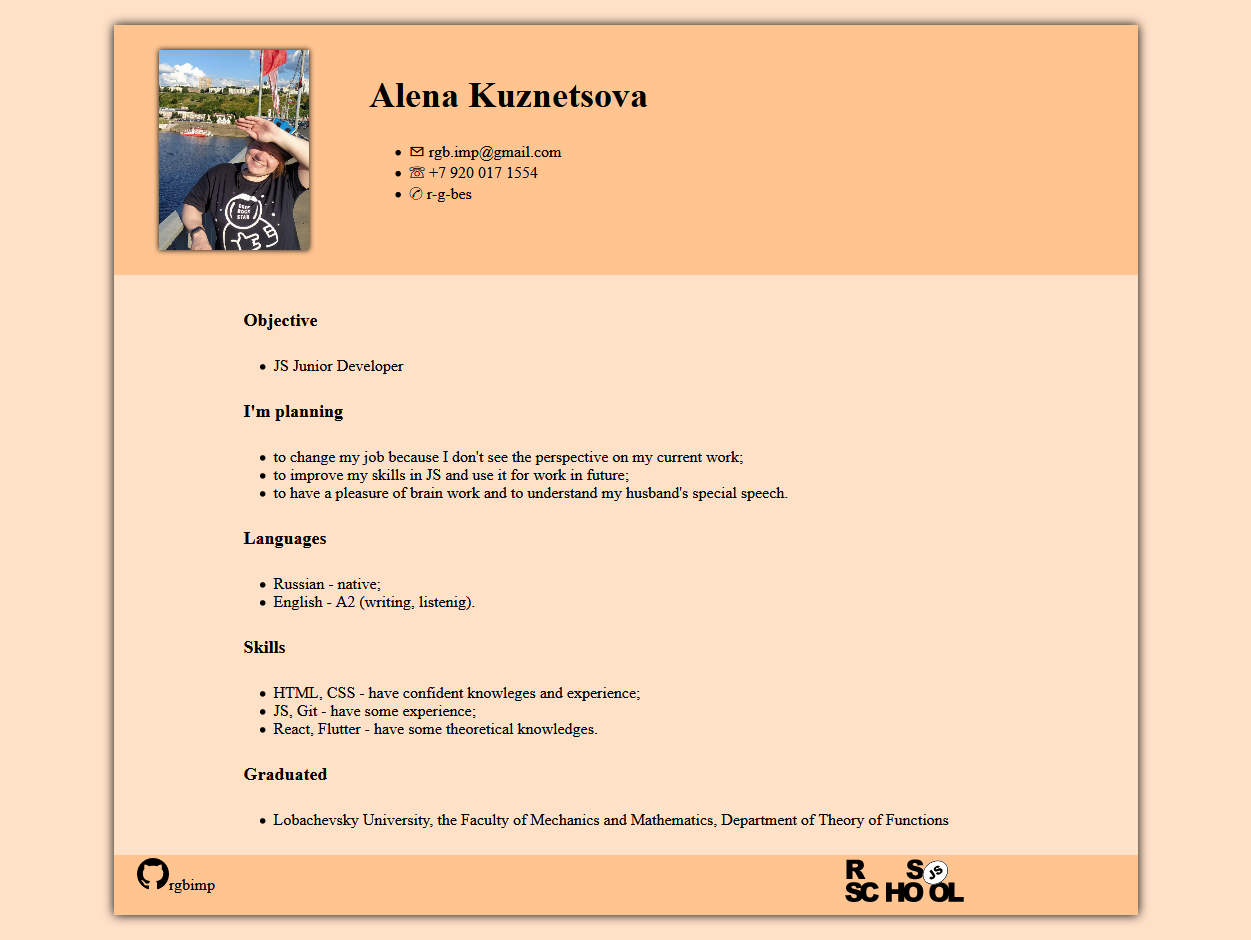 Alena Kuznetsova
rgb.imp@gmail.com
+7 920 017 1554
r-g-bes
DEEP
ROCK
STAR
Objective
JS Junior Developer
I'm planning
to change my job because I don't see the perspective on my current work;
to improve my skills in JS and use it for work in future;
to have a pleasure of brain work and to understand my husband's special speech.
Languages
Russian - native;
English - A2 (writing, listenig).
Skills
HTML, CSS - have confident knowleges and experience;
JS, Git - have some experience;
React, Flutter - have some theoretical knowledges.
Graduated
Lobachevsky University, the Faculty of Mechanics and Mathematics, Department of Theory of Functions
rgbimp
R S JS
SCHOOL